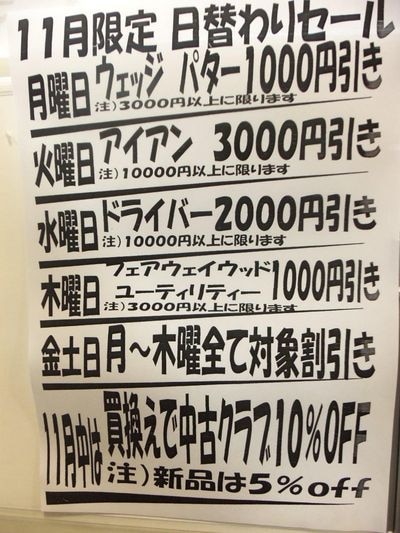 11月限定 日替わりセール
月曜日 ウェッジ パター1000円引き
注)3000円以上に限ります
火曜日 アイアン 3000円引き
注)10000円以上に限ります
水曜日 ドライバー2000円引き
注)10000円以上に限ります
木曜日 フェアウェイウッド ユーティリティー 1000円引き
注)3000円以上に限ります
金土日 月~木曜全て対象割引き
11月中は 買換えで中古クラブ10%OFF
注)新品は5%off